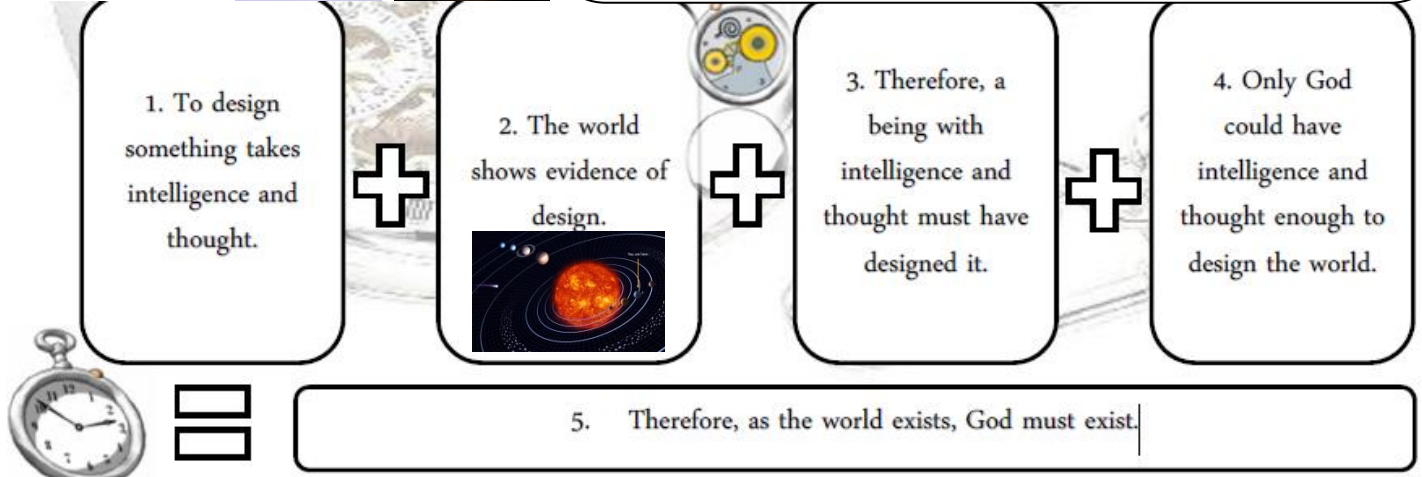 1. To design
something takes
intelligence and
thought.
2. The world
shows evidence of
design.
3. Therefore, a
being with
intelligence and
thought must have
designed it.
4. Only God
could have
intelligence and
thought enough to
design the world.
5. Therefore, as the world exists, God must exist.